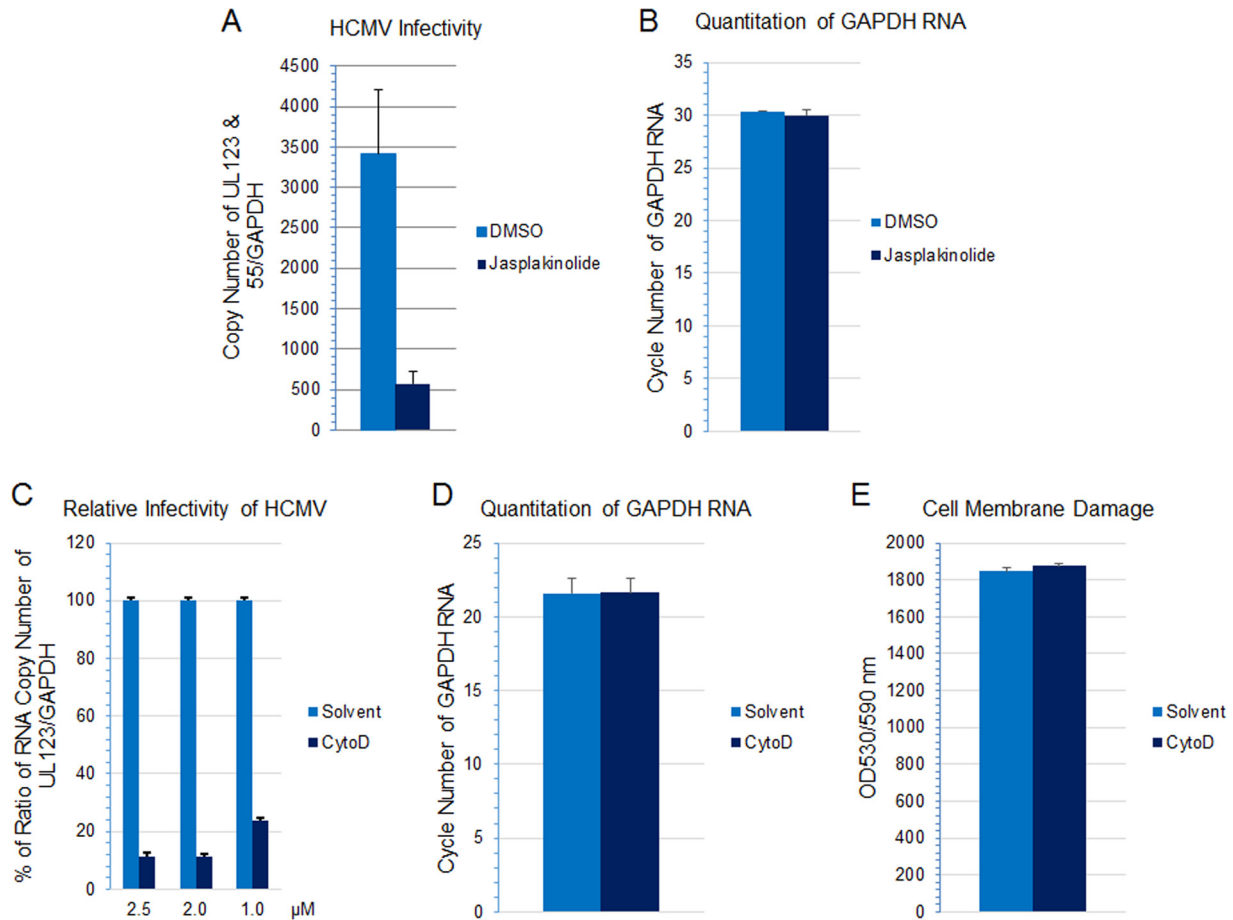 A
HCMV Infectivity
Copy Number of UL123 &
55/GAPDH
4500
4000
3500
3000
2500
2000
1500
1000
500
0
DMSO
Jasplakinolide
B
Quantitation of GAPDH RNA
Cycle Number of GAPDH RNA
35
30
25
20
15
10
5
0
DMSO
Jasplakinolide
C
Relative Infectivity of HCMV
% of Ratio of RNA Copy Number of
UL123/GAPDH
120
100
80
60
40
20
0
2.5 2.0 1.0 µM
Solvent
CytoD
D
Quantitation of GAPDH RNA
Cycle Number of GAPDH RNA
25
20
15
10
5
0
Solvent
CytoD
E
Cell Membrane Damage
OD530/590 nm
2000
1800
1600
1400
1200
1000
800
600
400
200
0
Solvent
CytoD